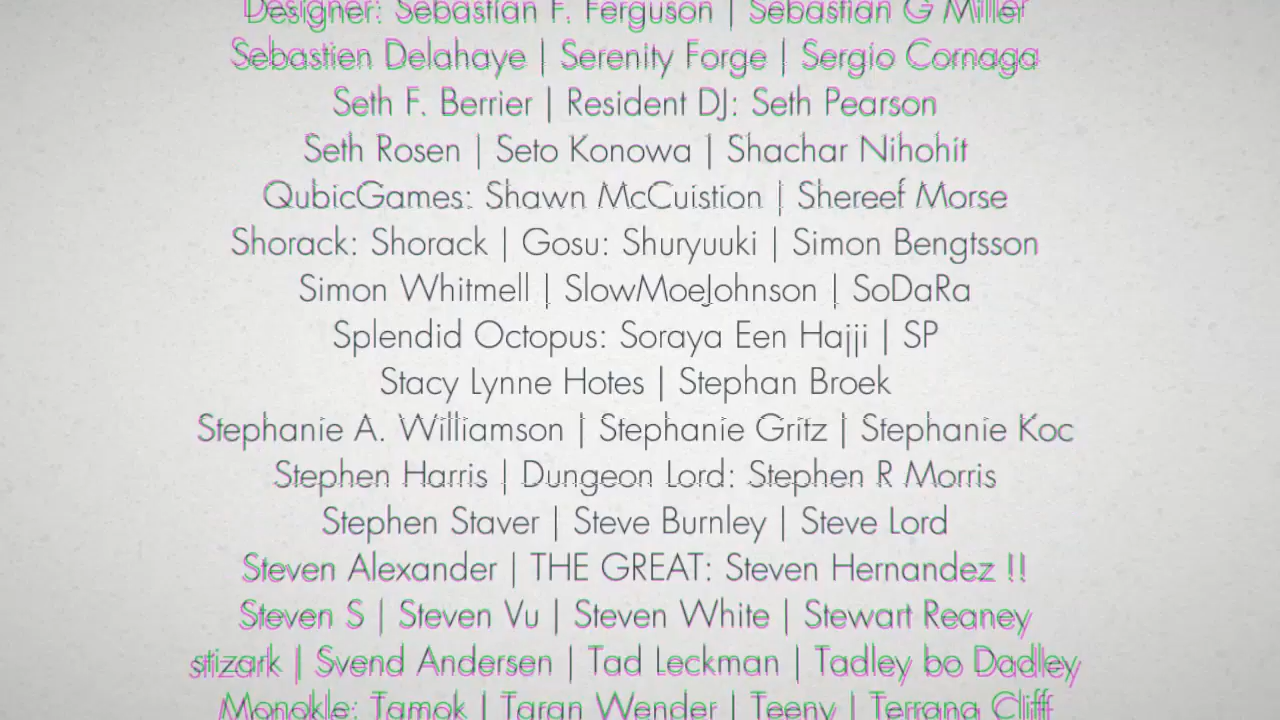 Designer: Sebastian F. Ferguson | Sebastian G Miller
Sebastien Delahaye | Serenity Forge | Sergio Cornaga
Seth F. Berrier | Resident DJ: Seth Pearson
Seth Rosen | Seto Konowa | Shachar Nihohit
QubicGames: Shawn McCuistion | Shereef Morse
Shorack: Shorack | Gosu: Shuryuuki | Simon Bengtsson
Simon Whitmell | SlowMoeJohnson | SoDaRa
Splendid Octopus: Soraya Een Hajji | SP
Stacy Lynne Hotes | Stephan Broek
Stephanie A. Williamson | Stephanie Gritz | Stephanie Koc
Stephen Harris | Dungeon Lord: Stephen R Morris
Stephen Staver | Steve Burnley | Steve Lord
Steven Alexander | THE GREAT: Steven Hernandez !!
Steven S | Steven Vu | Steven White | Stewart Reaney
stizark | Svend Andersen | Tad Leckman | Tadley bo Dadley
Monokle: Tamok | Taran Wender | Teeny | Terrana Cliff